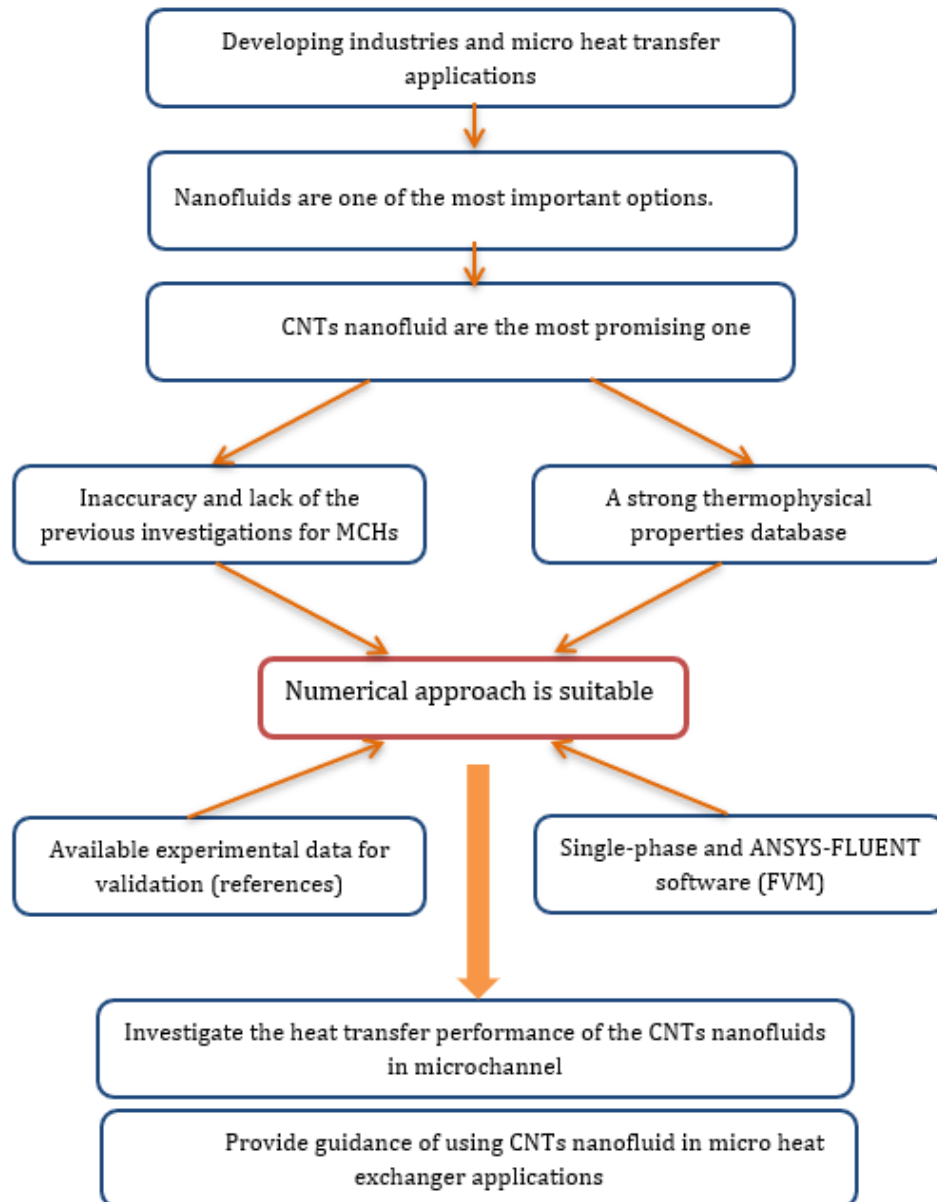 Developing industries and micro heat transfer
applications
Nanofluids are one of the most important options.
CNTs nanofluid are the most promising one
Inaccuracy and lack of the
previous investigations for MCHs
A strong thermophysical
properties database
Numerical approach is suitable
Available experimental data for
validation (references)
Single-phase and ANSYS-FLUENT
software (FVM)
Investigate the heat transfer performance of the CNTs nanofluids
in microchannel
Provide guidance of using CNTs nanofluid in micro heat
exchanger applications